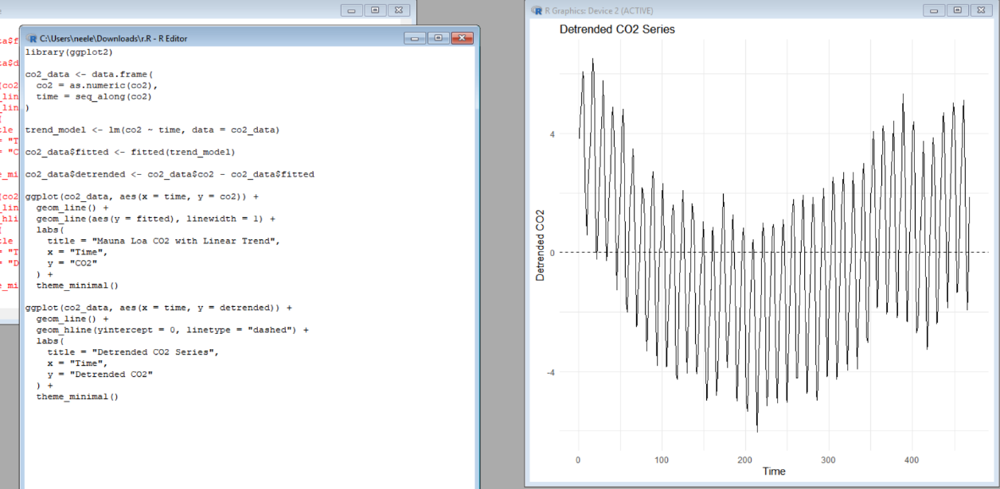 C:\Users\neele\Downloads\r.R - R Editor
library(ggplot2)
co2_data <- data.frame(
  co2 = as.numeric(co2),
  time = seq_along(co2)
)
trend_model <- lm(co2 ~ time, data = co2_data)
co2_data$fitted <- fitted(trend_model)
co2_data$detrended <- co2_data$co2 - co2_data$fitted
ggplot(co2_data, aes(x = time, y = co2)) +
  geom_line() +
  geom_line(aes(y = fitted), linewidth = 1) +
  labs(
    title = "Mauna Loa CO2 with Linear Trend",
    x = "Time",
    y = "CO2"
  ) +
  theme_minimal()
ggplot(co2_data, aes(x = time, y = detrended)) +
  geom_line() +
  geom_hline(yintercept = 0, linetype = "dashed") +
  labs(
    title = "Detrended CO2 Series",
    x = "Time",
    y = "Detrended CO2"
  ) +
  theme_minimal()
R Graphics: Device 2 (ACTIVE)
Detrended CO2 Series
Detrended CO2
4
0
-4
0
100
200
300
400
Time